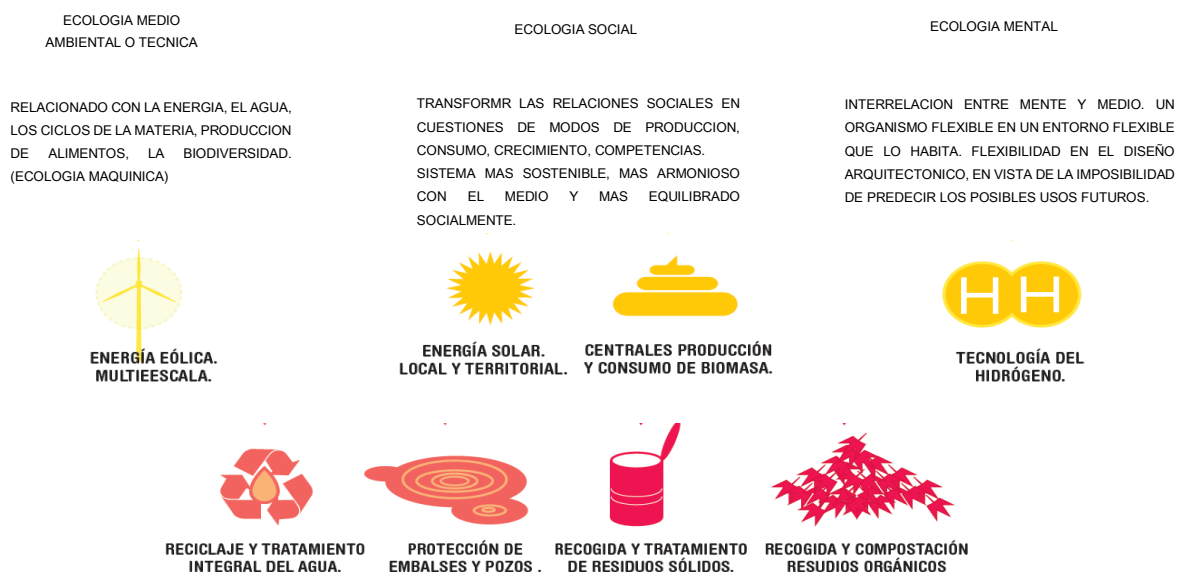 ECOLOGIA MEDIO
AMBIENTAL O TECNICA
RELACIONADO CON LA ENERGIA, EL AGUA,
LOS CICLOS DE LA MATERIA, PRODUCCION
DE ALIMENTOS, LA BIODIVERSIDAD.
(ECOLOGIA MAQUINICA)
ECOLOGIA SOCIAL
TRANSFORMR LAS RELACIONES SOCIALES EN
CUESTIONES DE MODOS DE PRODUCCION,
CONSUMO, CRECIMIENTO, COMPETENCIAS.
SISTEMA MAS SOSTENIBLE, MAS ARMONIOSO
CON EL MEDIO Y MAS EQUILIBRADO
SOCIALMENTE.
ECOLOGIA MENTAL
INTERRELACION ENTRE MENTE Y MEDIO. UN
ORGANISMO FLEXIBLE EN UN ENTORNO FLEXIBLE
QUE LO HABITA. FLEXIBILIDAD EN EL DISEÑO
ARQUITECTONICO, EN VISTA DE LA IMPOSIBILIDAD
DE PREDECIR LOS POSIBLES USOS FUTUROS.
ENERGÍA EÓLICA.
MULTIEESCALA.
ENERGÍA SOLAR.
LOCAL Y TERRITORIAL.
CENTRALES PRODUCCIÓN
Y CONSUMO DE BIOMASA.
HH
TECNOLOGÍA DEL
HIDRÓGENO.
RECICLAJE Y TRATAMIENTO
INTEGRAL DEL AGUA.
PROTECCIÓN DE
EMBALSES Y POZOS .
RECOGIDA Y TRATAMIENTO
DE RESIDUOS SÓLIDOS.
RECOGIDA Y COMPOSTACIÓN
RESUDIOS ORGÁNICOS